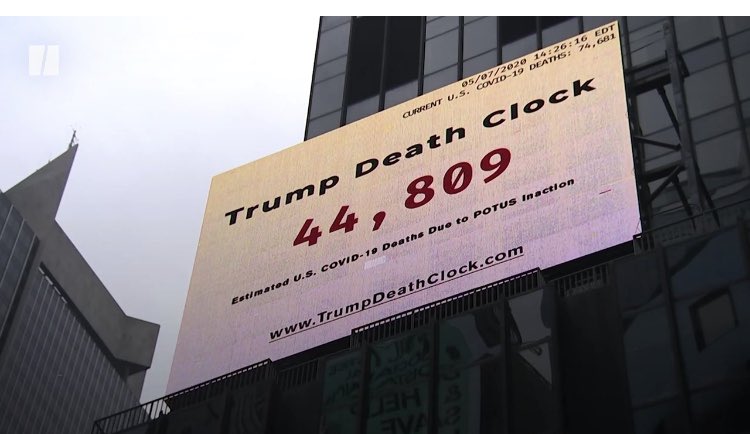 05/07/2020 14:26:16 EDT
CURRENT U.S. COVID-19 DEATHS: 74,681
Trump Death Clock
44,809
Estimated U.S. COVID-19 Deaths Due to POTUS Inaction
www.TrumpDeathClock.com